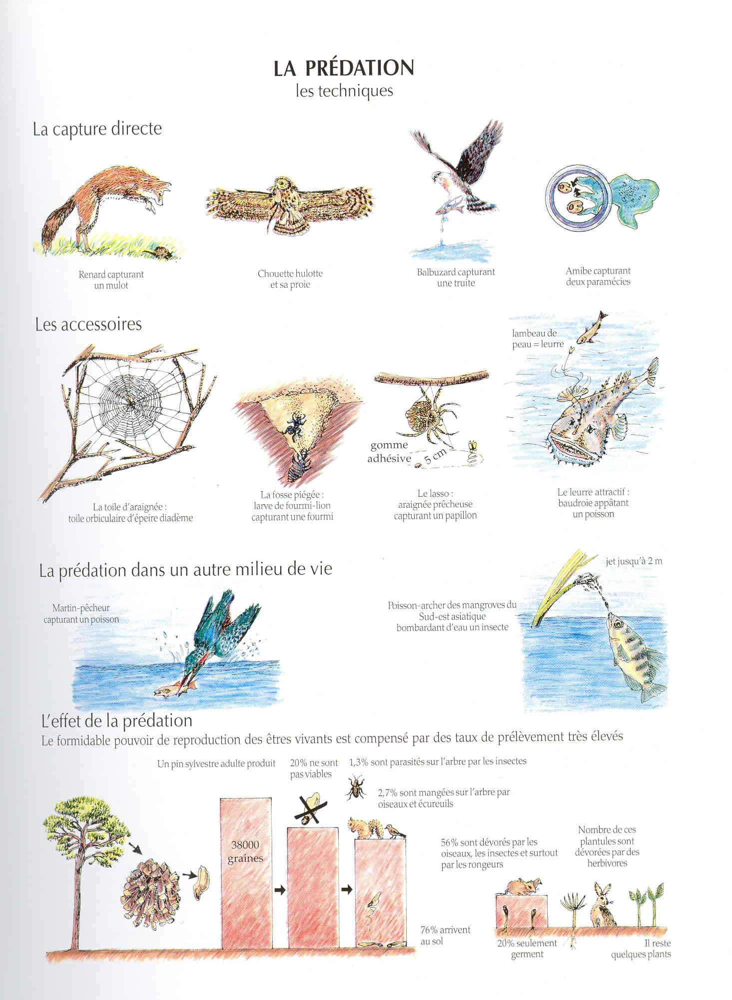 LA PRÉDATION
les techniques
La capture directe
Renard capturant
un mulot
Chouette hulotte
et sa proie
Balbuzard capturant
une truite
Amibe capturant
deux paramécies
Les accessoires
lambeau de
peau = leurre
gomme
adhésive
5 cm
La toile d'araignée :
toile orbiculaire d'épeire diadème
La fosse piégée :
larve de fourmi-lion
capturant une fourmi
Le lasso :
araignée prêcheuse
capturant un papillon
Le leurre attractif :
baudroie appâtant
un poisson
La prédation dans un autre milieu de vie
Martin-pêcheur
capturant un poisson
jet jusqu'à 2 m
Poisson-archer des mangroves du
Sud-est asiatique
bombardant d'eau un insecte
L'effet de la prédation
Le formidable pouvoir de reproduction des êtres vivants est compensé par des taux de prélèvement très élevés
Un pin sylvestre adulte produit
38000
graines
20% ne sont
pas viables
1,3% sont parasités sur l'arbre par les insectes
2,7% sont mangées sur l'arbre par
oiseaux et écureuils
76% arrivent
au sol
56% sont dévorés par les
oiseaux, les insectes et surtout
par les rongeurs
20% seulement
germent
Nombre de ces
plantules sont
dévorées par des
herbivores
Il reste
quelques plants